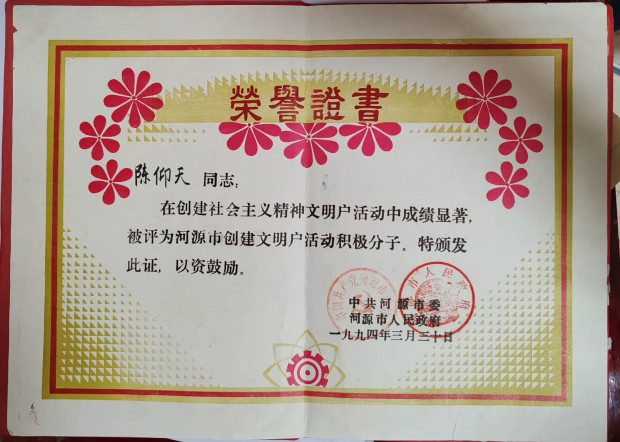 荣譽證書
陈仰天 同志:
在创建社会主义精神文明户活动中成绩显著,
被评为河源市创建文明户活动积极分子。特颁发
此证,以资鼓励。
中共河源市委
河源市人民政府
一九九四年三月三十日